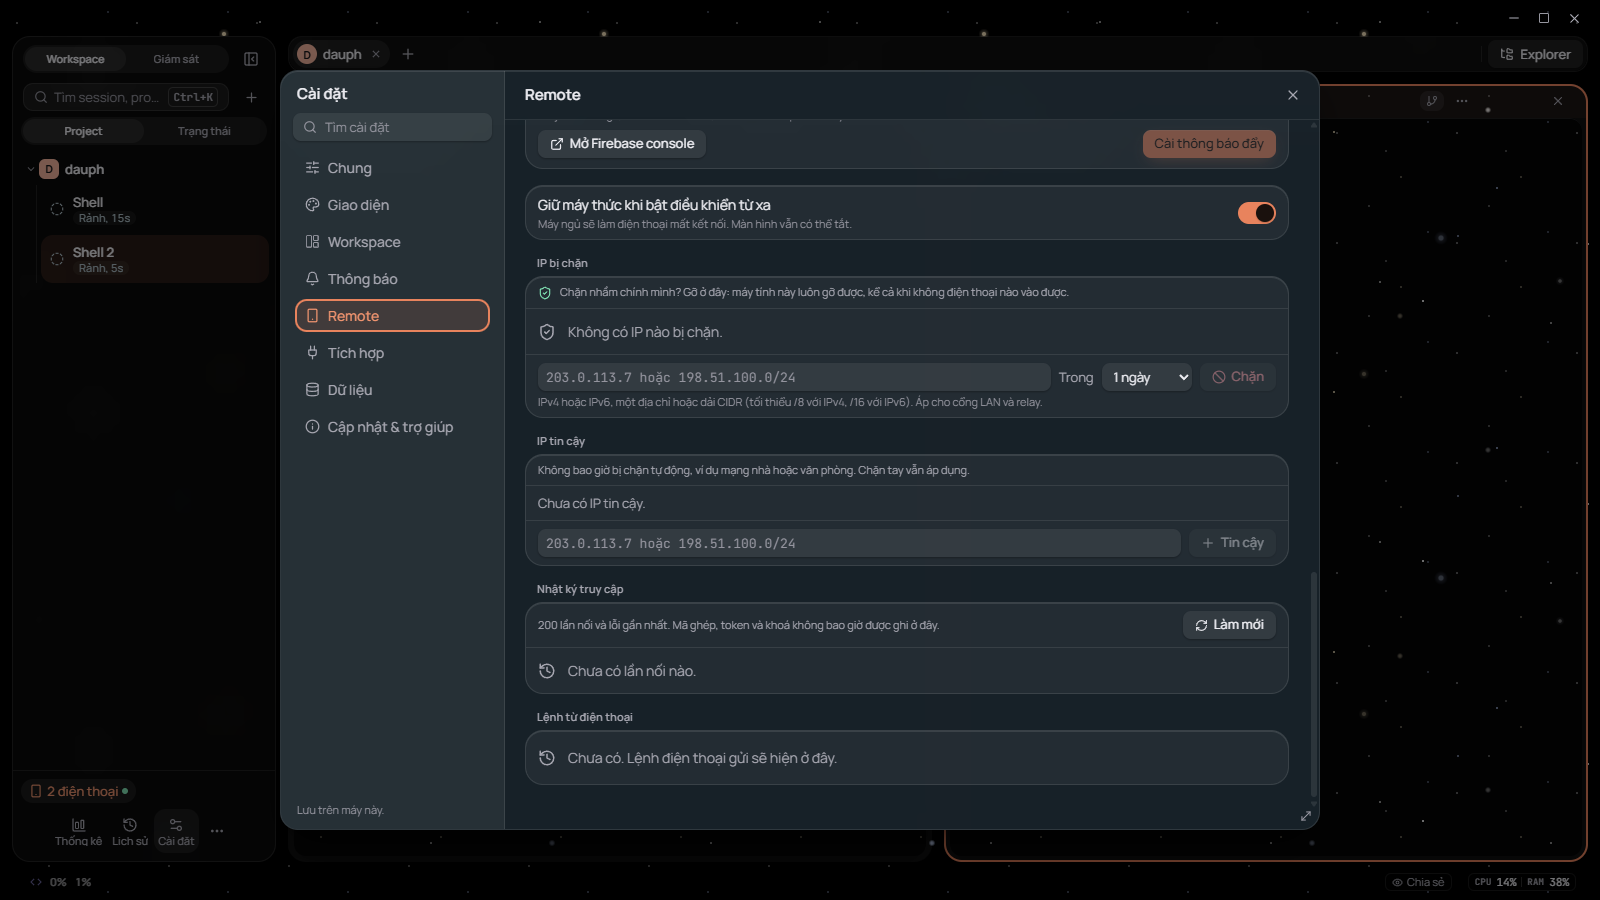 Workspace
Giám sát
Tìm session, pro...
Ctrl+K
Project
Trạng thái
D dauph
Shell
Rảnh, 15s
Shell 2
Rảnh, 5s
2 điện thoại
Thống kê
Lịch sử
Cài đặt
0% 1%
D dauph
Explorer
Cài đặt
Tìm cài đặt
Chung
Giao diện
Workspace
Thông báo
Remote
Tích hợp
Dữ liệu
Cập nhật & trợ giúp
Lưu trên máy này.
Remote
Mở Firebase console
Cài thông báo đẩy
Giữ máy thức khi bật điều khiển từ xa
Máy ngủ sẽ làm điện thoại mất kết nối. Màn hình vẫn có thể tắt.
IP bị chặn
Chặn nhầm chính mình? Gỡ ở đây: máy tính này luôn gỡ được, kể cả khi không điện thoại nào vào được.
Không có IP nào bị chặn.
203.0.113.7 hoặc 198.51.100.0/24
Trong
1 ngày
Chặn
IPv4 hoặc IPv6, một địa chỉ hoặc dải CIDR (tối thiểu /8 với IPv4, /16 với IPv6). Áp cho cổng LAN và relay.
IP tin cậy
Không bao giờ bị chặn tự động, ví dụ mạng nhà hoặc văn phòng. Chặn tay vẫn áp dụng.
Chưa có IP tin cậy.
203.0.113.7 hoặc 198.51.100.0/24
Tin cậy
Nhật ký truy cập
200 lần nối và lỗi gần nhất. Mã ghép, token và khoá không bao giờ được ghi ở đây.
Làm mới
Chưa có lần nối nào.
Lệnh từ điện thoại
Chưa có. Lệnh điện thoại gửi sẽ hiện ở đây.
Chia sẻ
CPU 14% RAM 38%